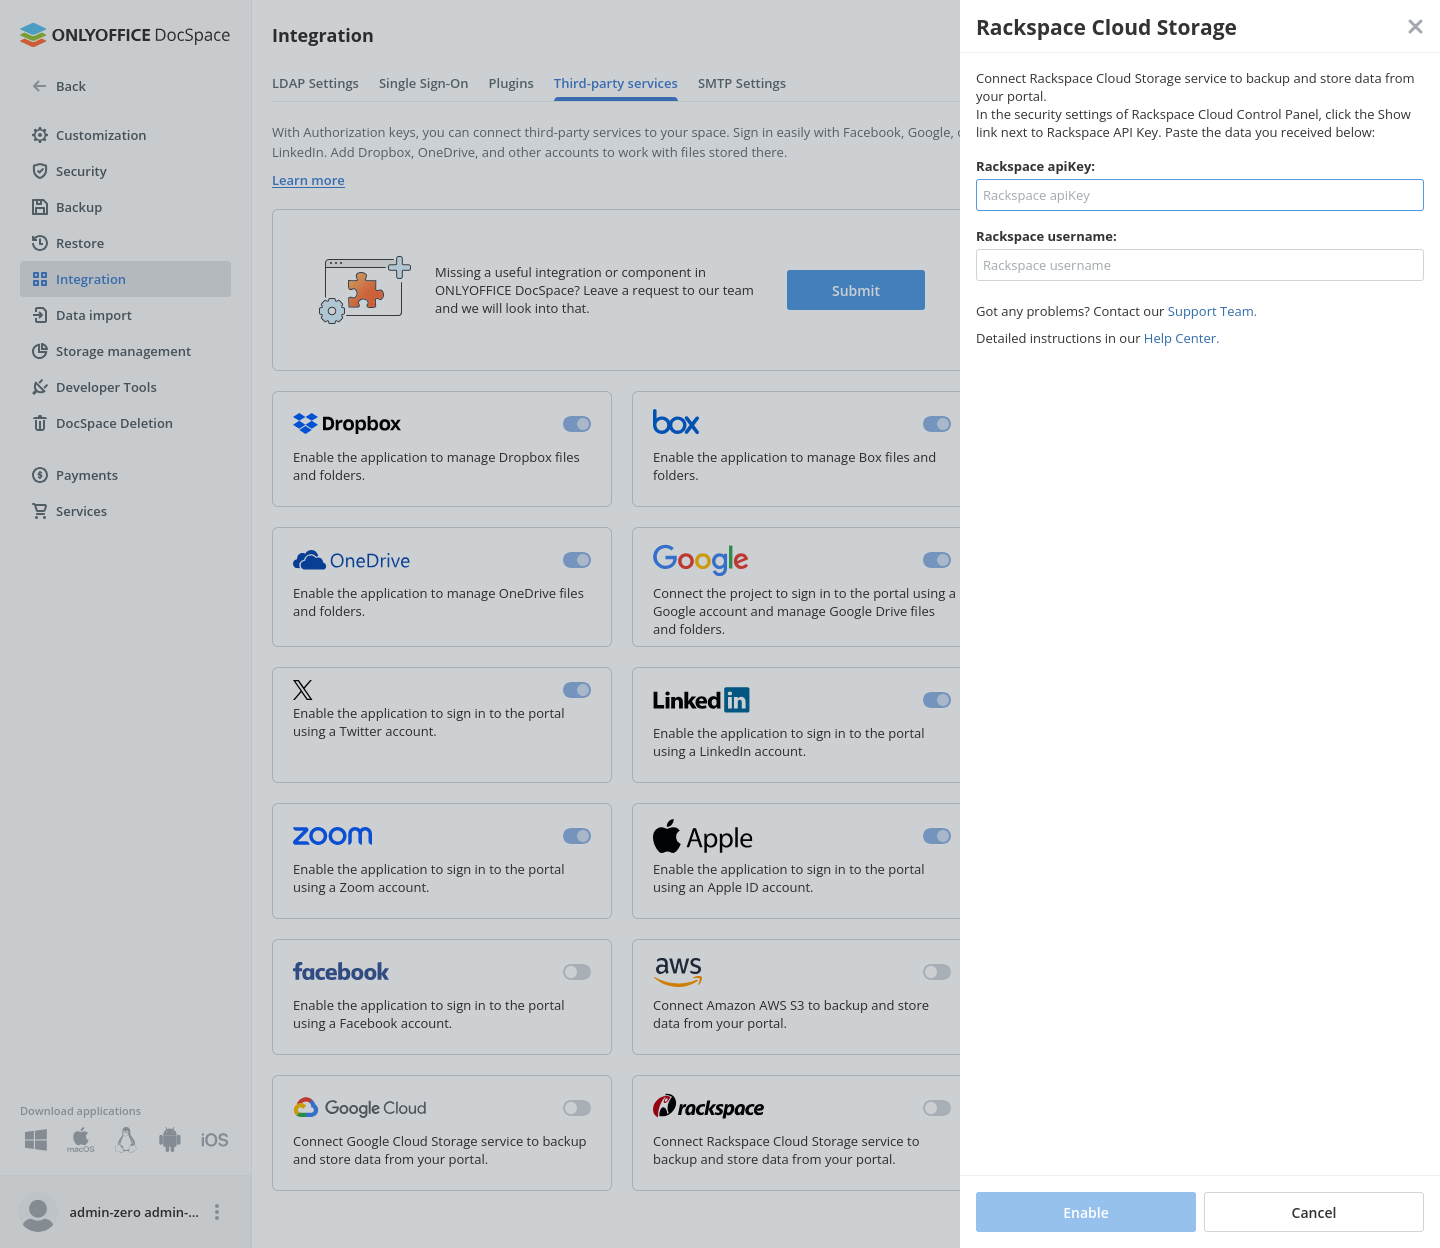 ONLYOFFICE DocSpace
Back
Customization
Security
Backup
Restore
Integration
Data import
Storage management
Developer Tools
DocSpace Deletion
Payments
Services
Download applications
macOS
iOS
admin-zero admin-...
Integration
LDAP Settings
Single Sign-On
Plugins
Third-party services
SMTP Settings
With Authorization keys, you can connect third-party services to your space. Sign in easily with Facebook, Google,
LinkedIn. Add Dropbox, OneDrive, and other accounts to work with files stored there.
Learn more
Missing a useful integration or component in
ONLYOFFICE DocSpace? Leave a request to our team
and we will look into that.
Submit
Dropbox
Enable the application to manage Dropbox files
and folders.
box
Enable the application to manage Box files and
folders.
OneDrive
Enable the application to manage OneDrive files
and folders.
Google
Connect the project to sign in to the portal using a
Google account and manage Google Drive files
and folders.
X
Enable the application to sign in to the portal
using a Twitter account.
Linked in
Enable the application to sign in to the portal
using a LinkedIn account.
zoom
Enable the application to sign in to the portal
using a Zoom account.
Apple
Enable the application to sign in to the portal
using an Apple ID account.
facebook
Enable the application to sign in to the portal
using a Facebook account.
aws
Connect Amazon AWS S3 to backup and store
data from your portal.
Google Cloud
Connect Google Cloud Storage service to backup
and store data from your portal.
rackspace
Connect Rackspace Cloud Storage service to
backup and store data from your portal.
Rackspace Cloud Storage
Connect Rackspace Cloud Storage service to backup and store data from
your portal.
In the security settings of Rackspace Cloud Control Panel, click the Show
link next to Rackspace API Key. Paste the data you received below:
Rackspace apiKey:
Rackspace apiKey
Rackspace username:
Rackspace username
Got any problems? Contact our Support Team.
Detailed instructions in our Help Center.
Enable
Cancel